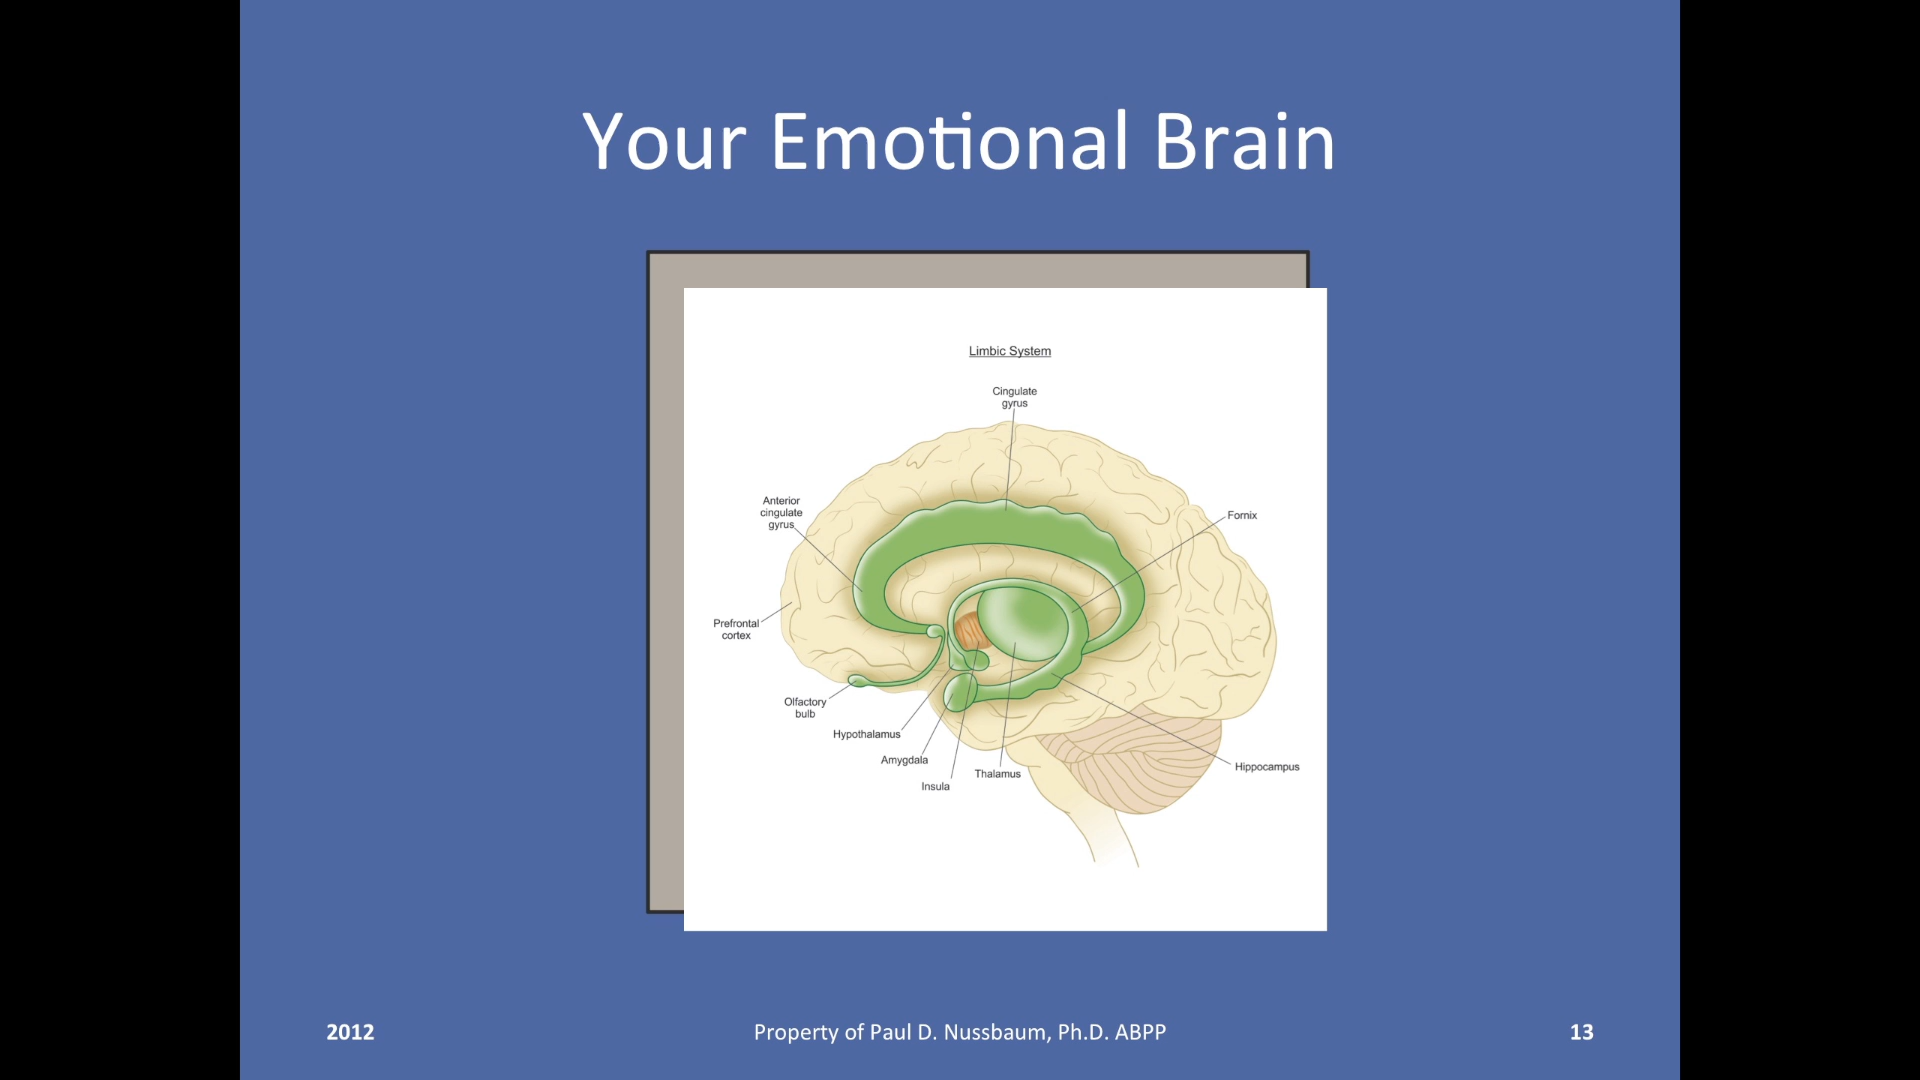 Your Emotional Brain
Limbic System
Cingulate
gyrus
Anterior
cingulate
gyrus
Fornix
Prefrontal
cortex
Olfactory
bulb
Hypothalamus
Amygdala
Insula
Thalamus
Hippocampus
2012
Property of Paul D. Nussbaum, Ph.D. ABPP
13